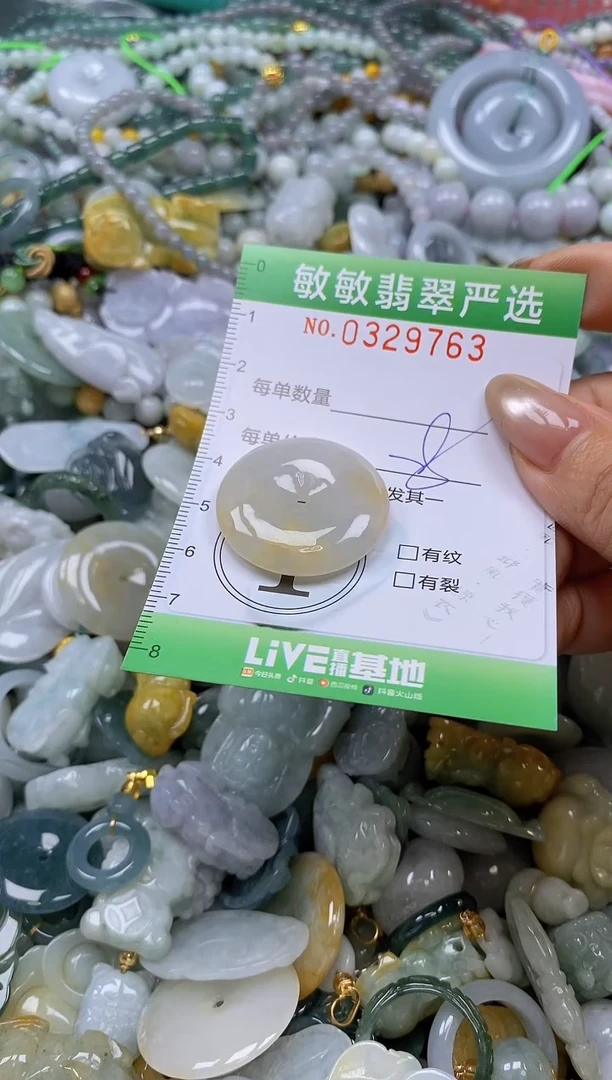 0
敏敏翡翠严选
NO.0329763
1
2
每单数量
3
每单
4
发其一
5
□有纹
6
□有裂
7
8
LiVE直播基地
今日头条 抖音 西瓜视频 抖音火山版